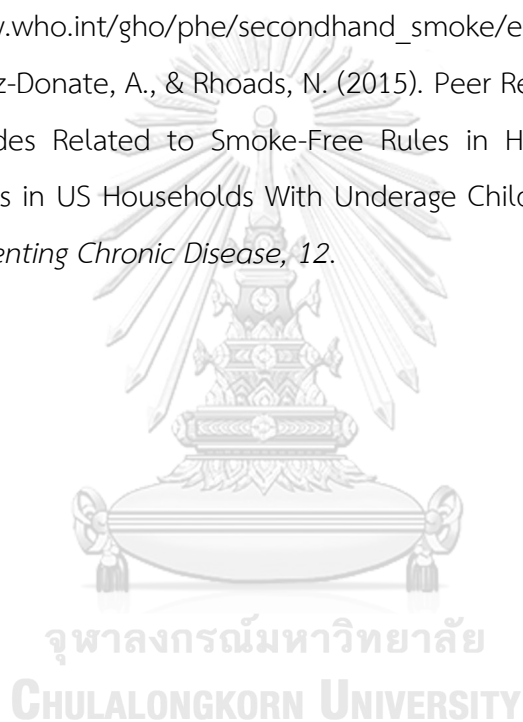 w.who.int/gho/phe/secondhand_smoke/e
z-Donate, A., & Rhoads, N. (2015). Peer Re
des Related to Smoke-Free Rules in H
s in US Households With Underage Child
enting Chronic Disease, 12.
จุฬาลงกรณ์มหาวิทยาลัย
CHULALONGKORN UNIVERSITY